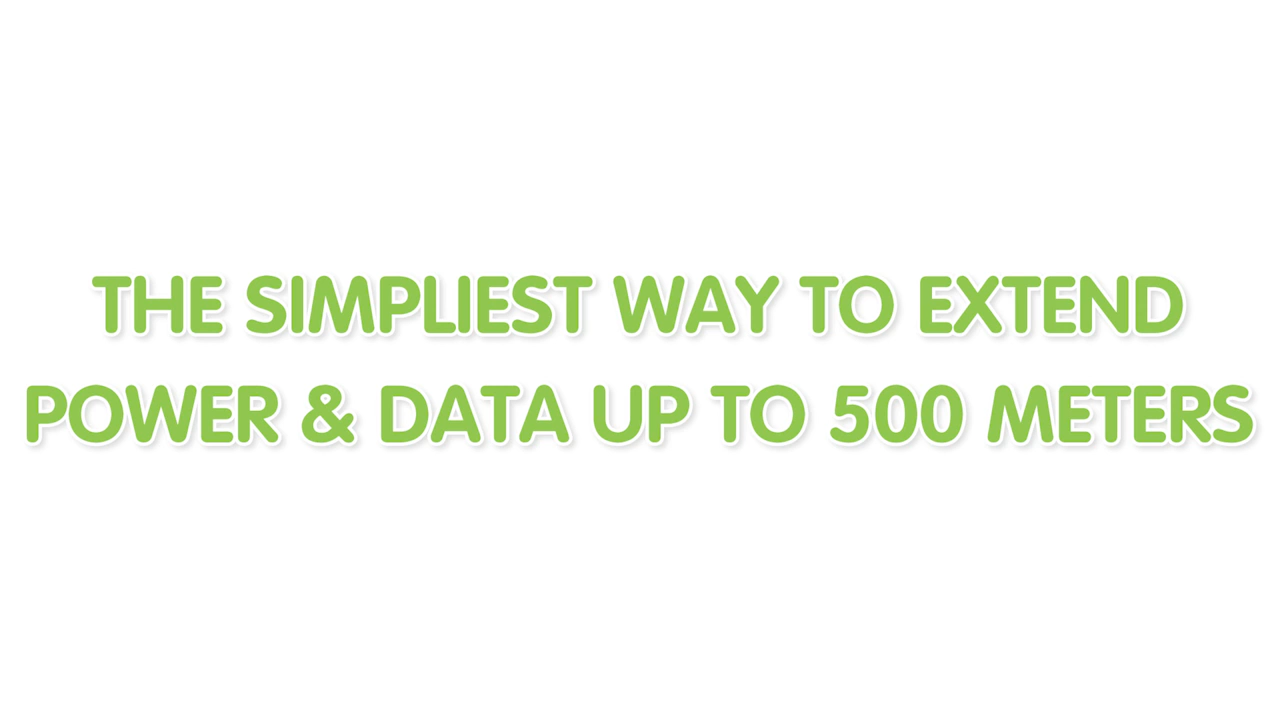 THE SIMPLIEST WAY TO EXTEND
POWER & DATA UP TO 500 METERS